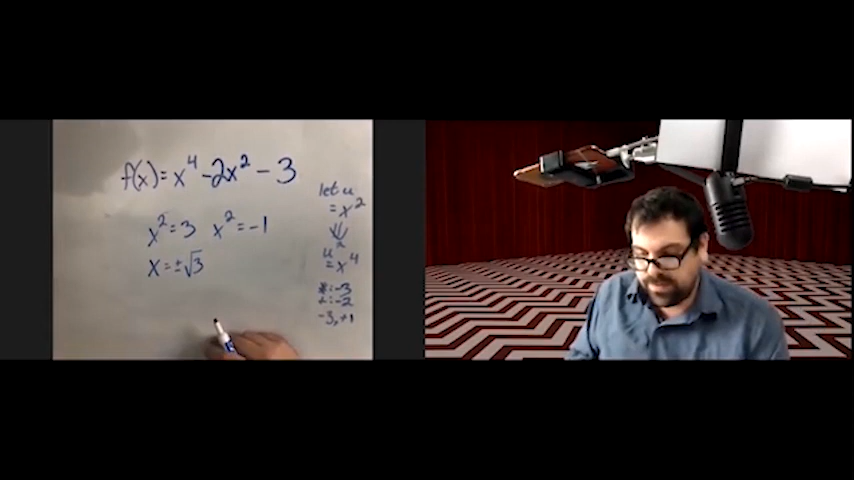 f(x) = x⁴ - 2x² - 3
x² = 3 x² = -1
x = ±√3
let u
= x²
⇓
u²
= x⁴
*: -3
+: -2
-3, +1